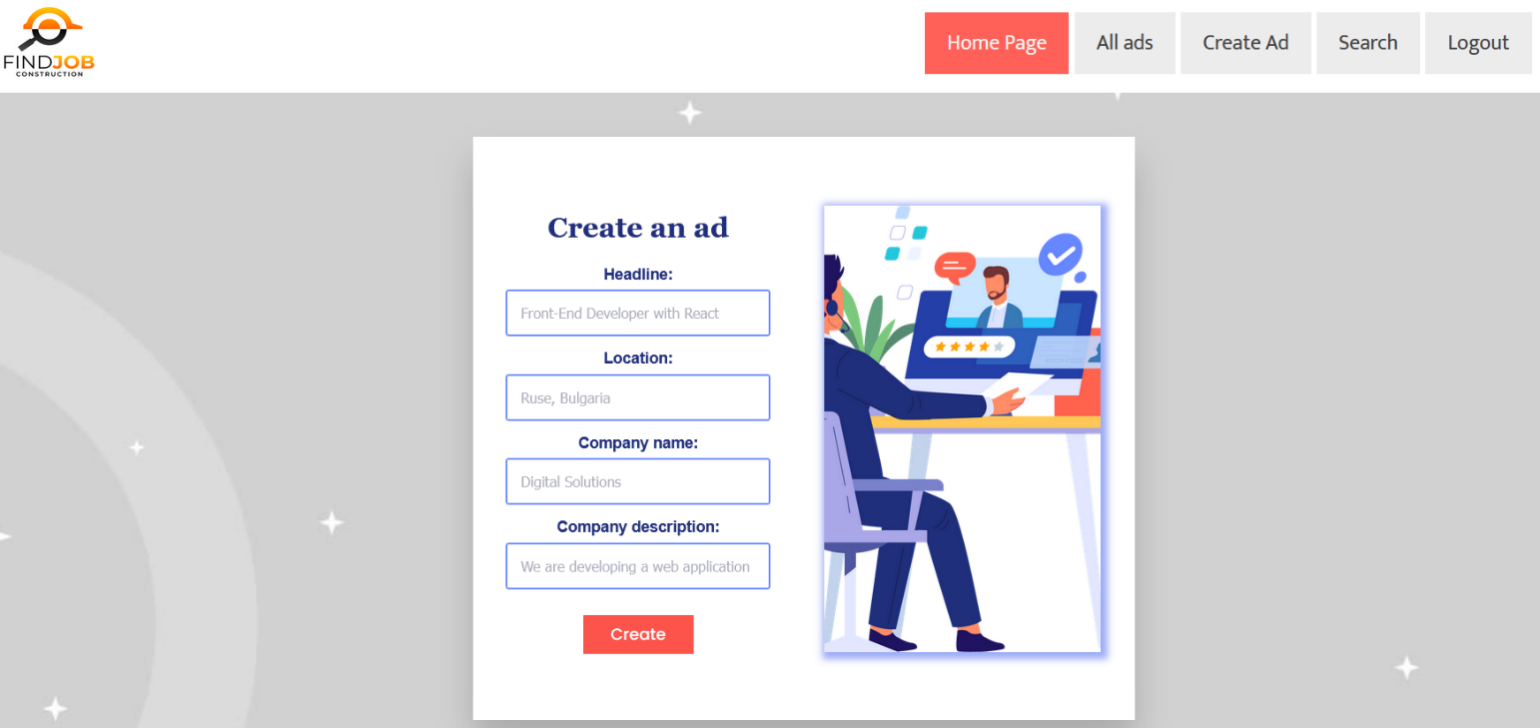 FINDJOB
CONSTRUCTION
Home Page
All ads
Create Ad
Search
Logout
Create an ad
Headline:
Front-End Developer with React
Location:
Ruse, Bulgaria
Company name:
Digital Solutions
Company description:
We are developing a web application
Create